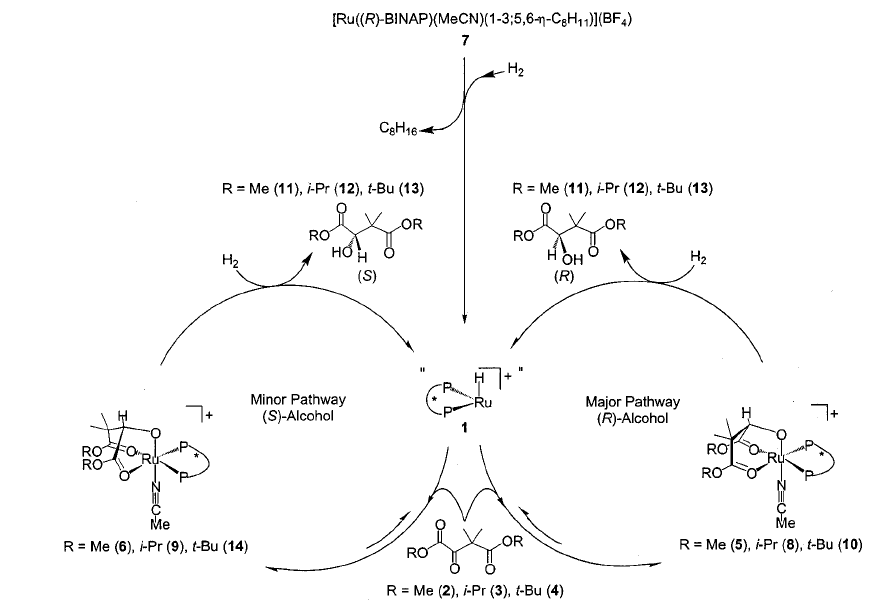 [Ru((R)-BINAP)(MeCN)(1-3;5,6-η-C₈H₁₁)](BF₄)
7
H₂
C₈H₁₆
R = Me (11), i-Pr (12), t-Bu (13)
R = Me (11), i-Pr (12), t-Bu (13)
O
RO
OR
HO
H
O
(S)
O
RO
OR
H
OH
O
(R)
H₂
H₂
Minor Pathway
(S)-Alcohol
" H + "
P
*
P
Ru
1
Major Pathway
(R)-Alcohol
H
+
O
RO
O
RO
O
Ru
P
*
P
N
C
Me
R = Me (6), i-Pr (9), t-Bu (14)
H
+
O
RO
O
RO
O
Ru
P
*
P
N
C
Me
R = Me (5), i-Pr (8), t-Bu (10)
O
RO
OR
O
O
R = Me (2), i-Pr (3), t-Bu (4)